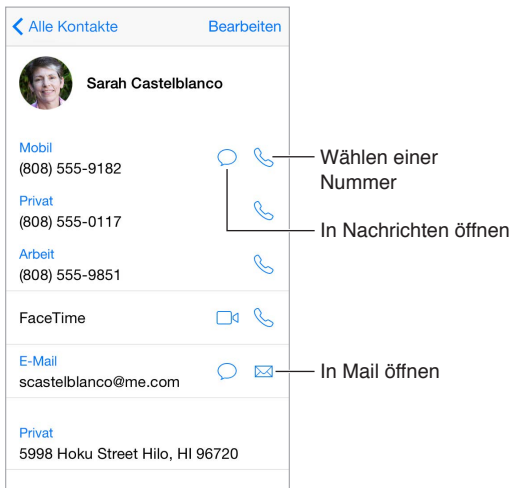 Alle Kontakte Bearbeiten
Sarah Castelblanco
Mobil
(808) 555-9182
Wählen einer
Nummer
Privat
(808) 555-0117
In Nachrichten öffnen
Arbeit
(808) 555-9851
FaceTime
E-Mail
scastelblanco@me.com
In Mail öffnen
Privat
5998 Hoku Street Hilo, HI 96720